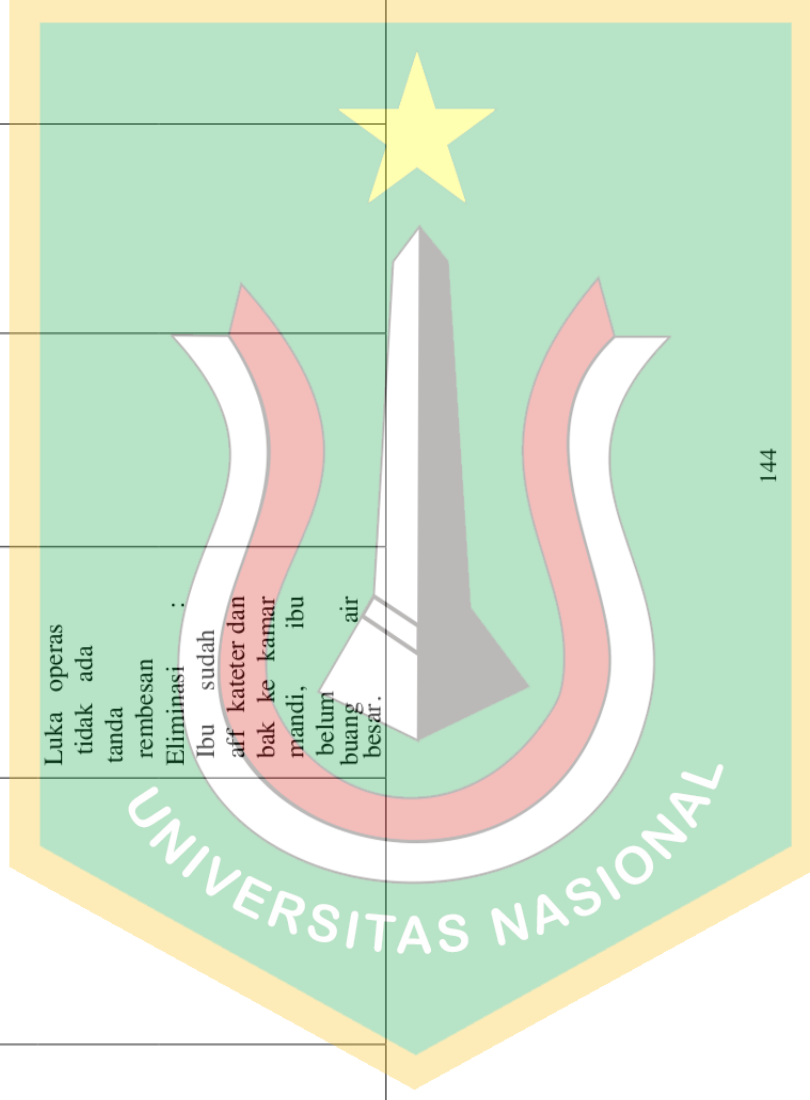 Luka operas
tidak ada
tanda
rembesan
Eliminasi :
Ibu sudah
aff kateter dan
bak ke kamar
mandi, ibu
belum
buang air
besar.
144
UNIVERSITAS NASIONAL